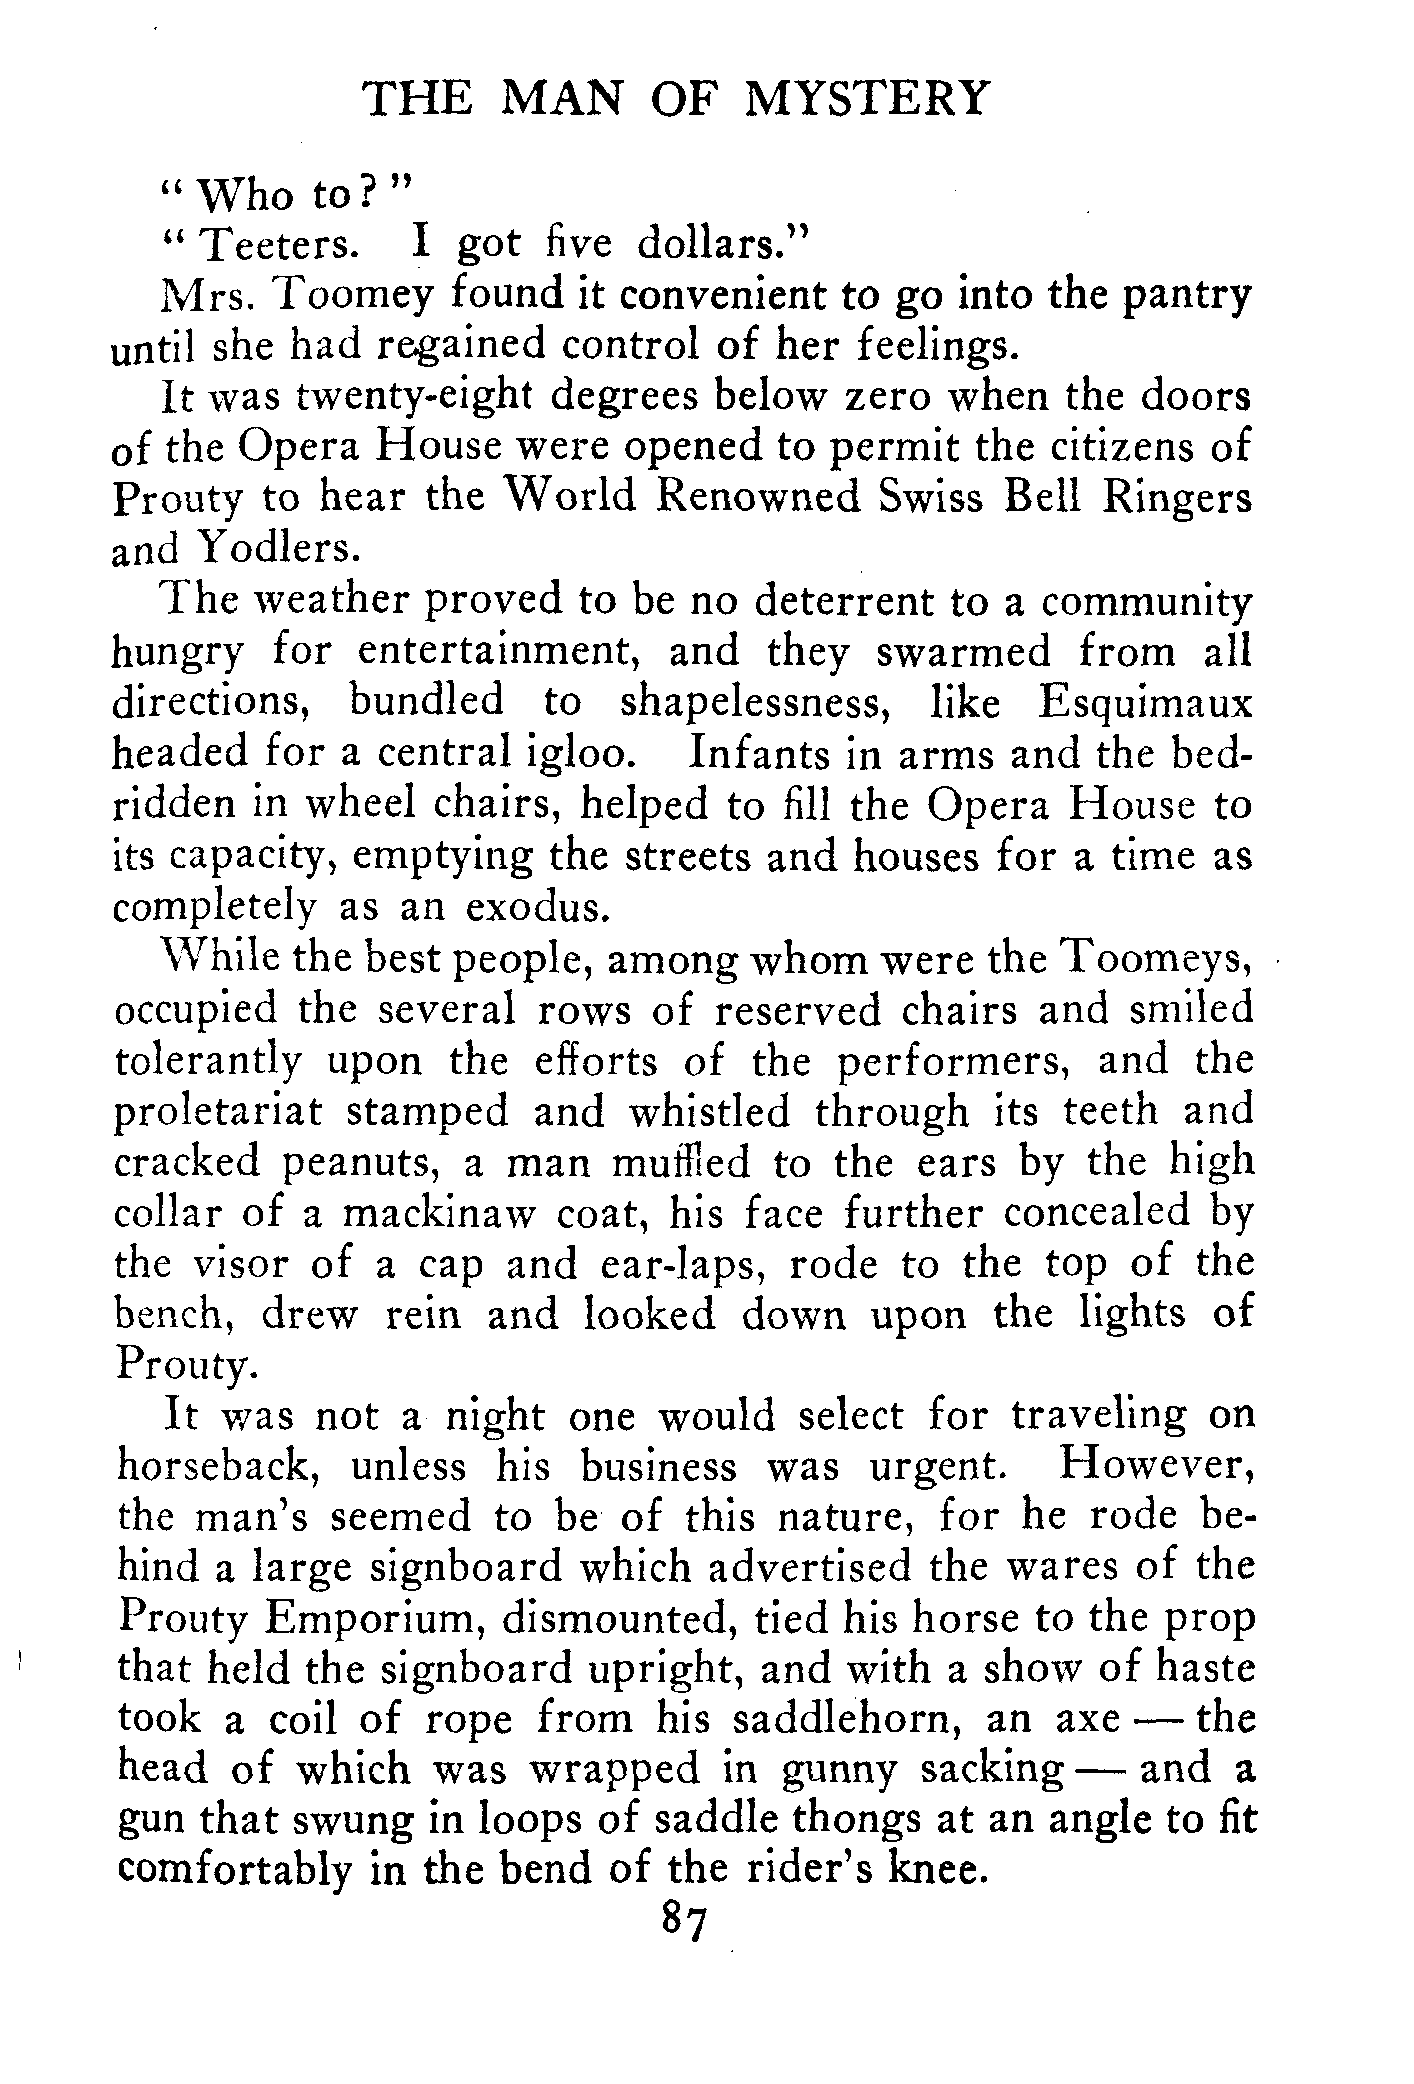 THE MAN OF MYSTERY
" Who to? "
" Teeters. I got five dollars."
Mrs. Toomey found it convenient to go into the pantry
until she had regained control of her feelings.
It was twenty-eight degrees below zero when the doors
of the Opera House were opened to permit the citizens of
Prouty to hear the World Renowned Swiss Bell Ringers
and Yodlers.
The weather proved to be no deterrent to a community
hungry for entertainment, and they swarmed from all
directions, bundled to shapelessness, like Esquimaux
headed for a central igloo. Infants in arms and the bed-
ridden in wheel chairs, helped to fill the Opera House to
its capacity, emptying the streets and houses for a time as
completely as an exodus.
While the best people, among whom were the Toomeys,
occupied the several rows of reserved chairs and smiled
tolerantly upon the efforts of the performers, and the
proletariat stamped and whistled through its teeth and
cracked peanuts, a man muffled to the ears by the high
collar of a mackinaw coat, his face further concealed by
the visor of a cap and ear-laps, rode to the top of the
bench, drew rein and looked down upon the lights of
Prouty.
It was not a night one would select for traveling on
horseback, unless his business was urgent. However,
the man's seemed to be of this nature, for he rode be-
hind a large signboard which advertised the wares of the
Prouty Emporium, dismounted, tied his horse to the prop
that held the signboard upright, and with a show of haste
took a coil of rope from his saddlehorn, an axe — the
head of which was wrapped in gunny sacking — and a
gun that swung in loops of saddle thongs at an angle to fit
comfortably in the bend of the rider's knee.
87